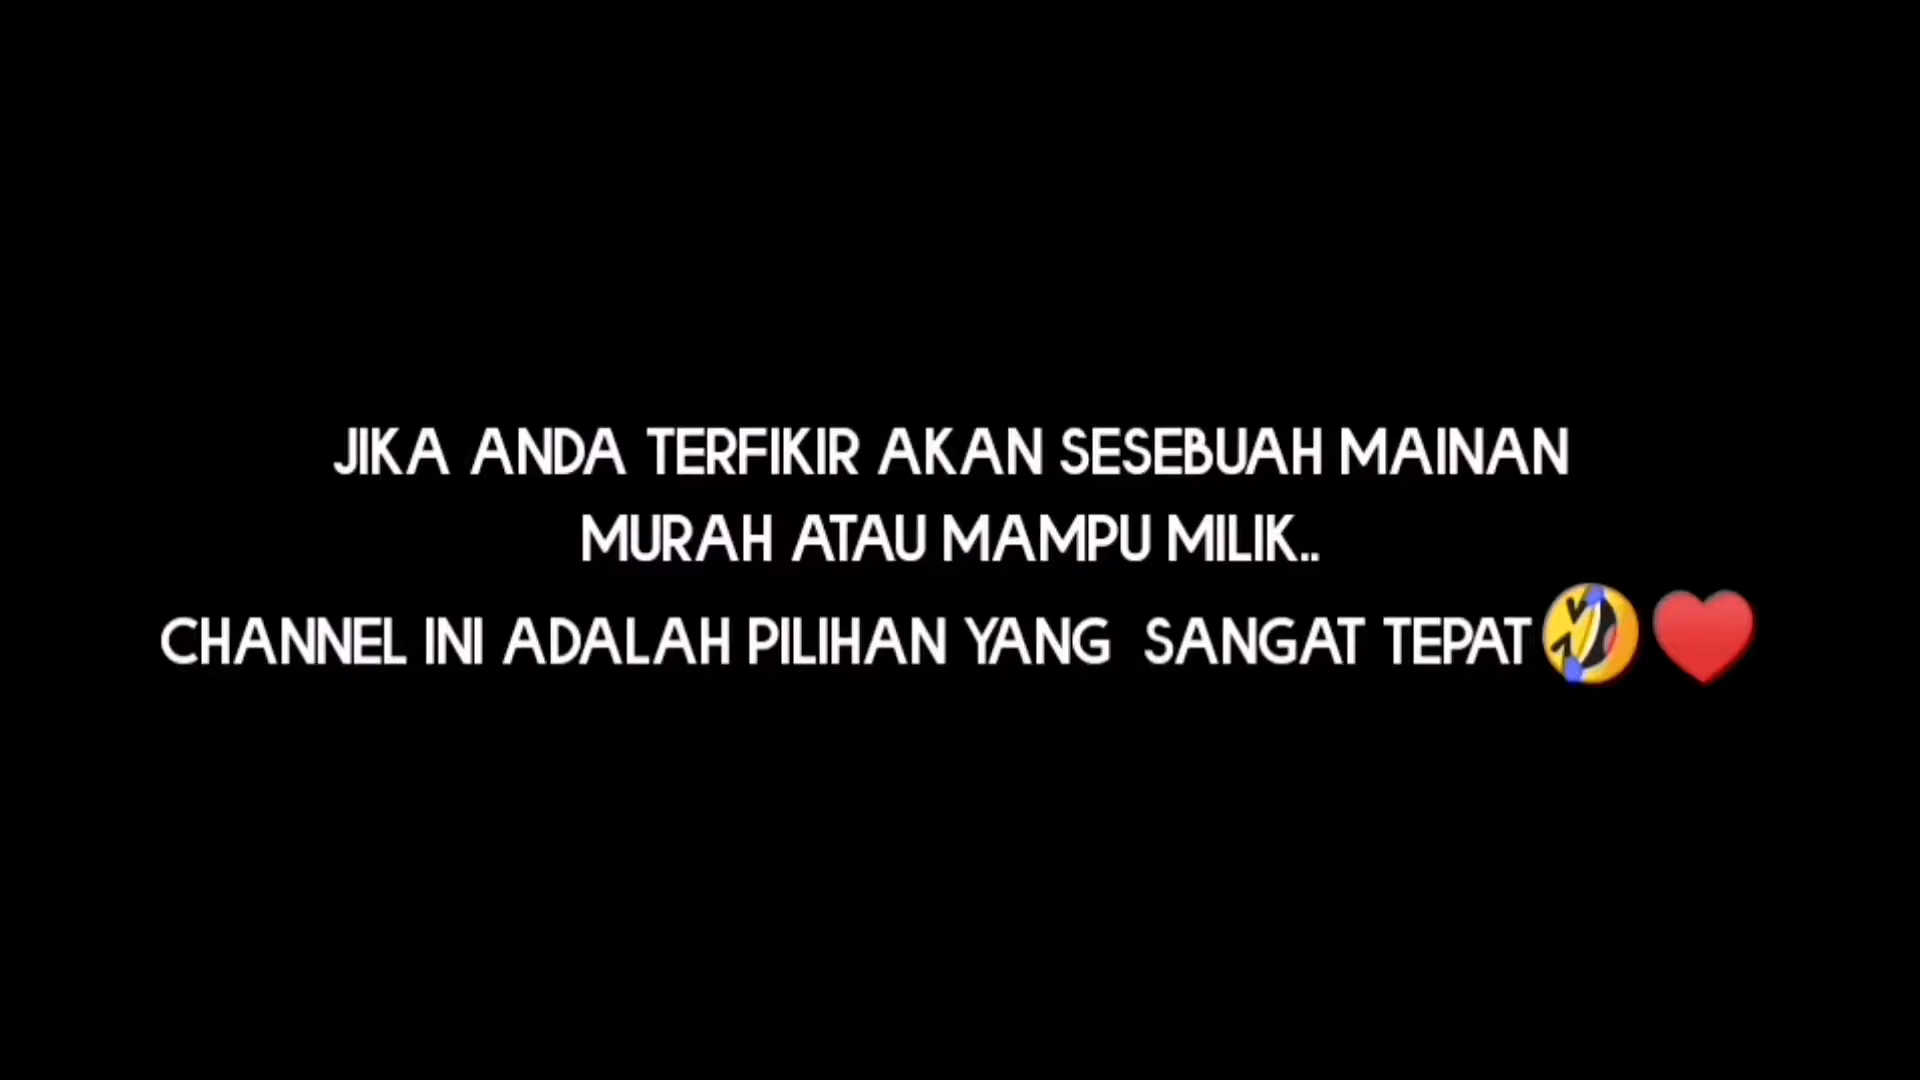 JIKA ANDA TERFIKIR AKAN SESEBUAH MAINAN
MURAH ATAU MAMPU MILIK..
CHANNEL INI ADALAH PILIHAN YANG SANGAT TEPAT🤣♥️